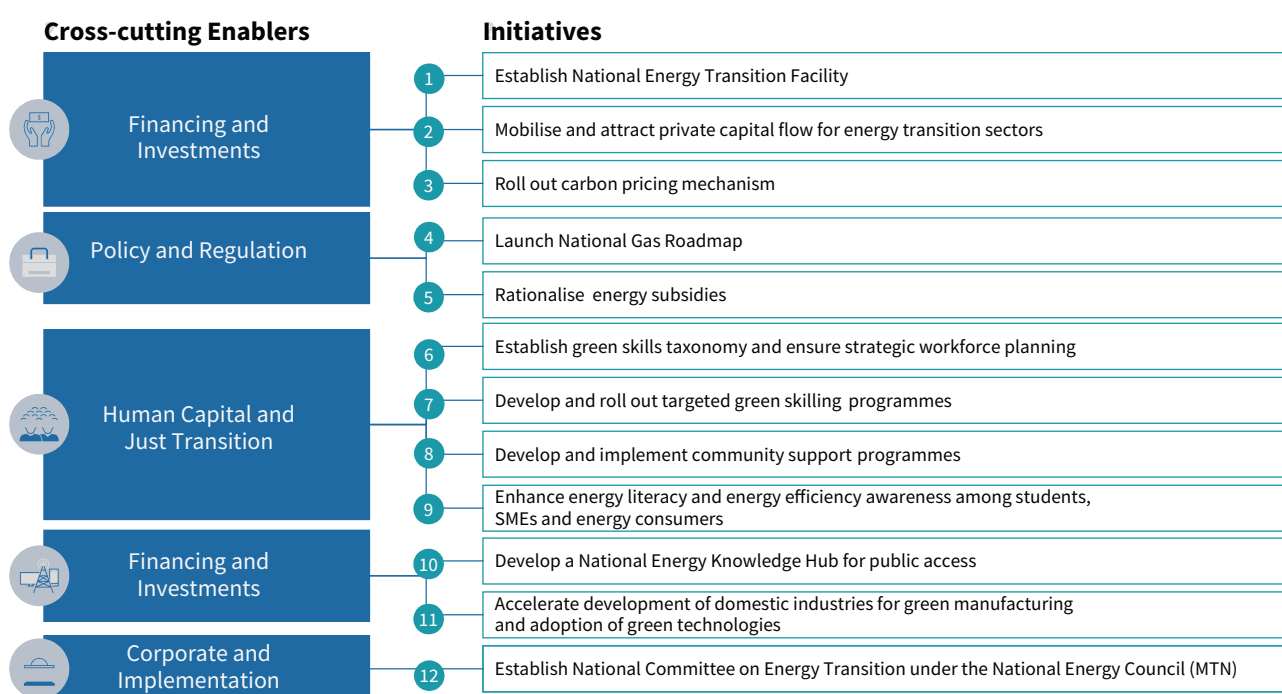 Cross-cutting Enablers
Initiatives
Financing and
Investments
1
Establish National Energy Transition Facility
2
Mobilise and attract private capital flow for energy transition sectors
3
Roll out carbon pricing mechanism
Policy and Regulation
4
Launch National Gas Roadmap
5
Rationalise energy subsidies
Human Capital and
Just Transition
6
Establish green skills taxonomy and ensure strategic workforce planning
7
Develop and roll out targeted green skilling programmes
8
Develop and implement community support programmes
9
Enhance energy literacy and energy efficiency awareness among students,
SMEs and energy consumers
Financing and
Investments
10
Develop a National Energy Knowledge Hub for public access
11
Accelerate development of domestic industries for green manufacturing
and adoption of green technologies
Corporate and
Implementation
12
Establish National Committee on Energy Transition under the National Energy Council (MTN)